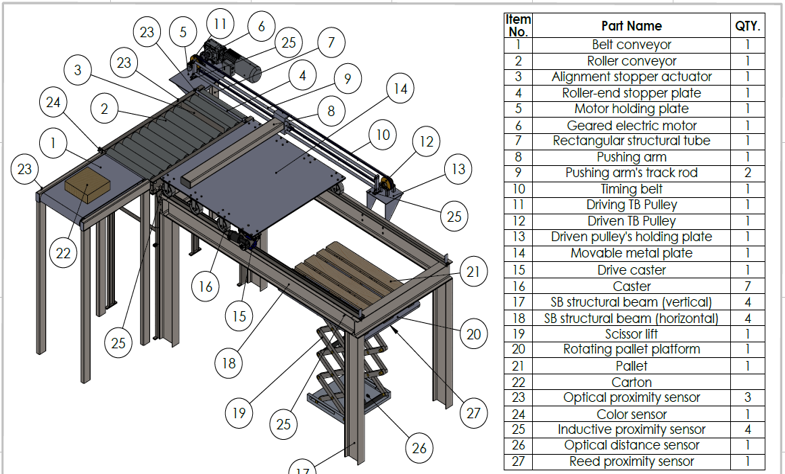 11
6
23
5
25
7
23
4
3
9
24
2
14
8
1
10
12
23
13
22
25
16
21
15
20
25
18
19
27
25
26
17
Item No. Part Name QTY.
1 Belt conveyor 1
2 Roller conveyor 1
3 Alignment stopper actuator 1
4 Roller-end stopper plate 1
5 Motor holding plate 1
6 Geared electric motor 1
7 Rectangular structural tube 1
8 Pushing arm 1
9 Pushing arm's track rod 2
10 Timing belt 1
11 Driving TB Pulley 1
12 Driven TB Pulley 1
13 Driven pulley's holding plate 1
14 Movable metal plate 1
15 Drive caster 1
16 Caster 7
17 SB structural beam (vertical) 4
18 SB structural beam (horizontal) 4
19 Scissor lift 1
20 Rotating pallet platform 1
21 Pallet 1
22 Carton
23 Optical proximity sensor 3
24 Color sensor 1
25 Inductive proximity sensor 4
26 Optical distance sensor 1
27 Reed proximity sensor 1